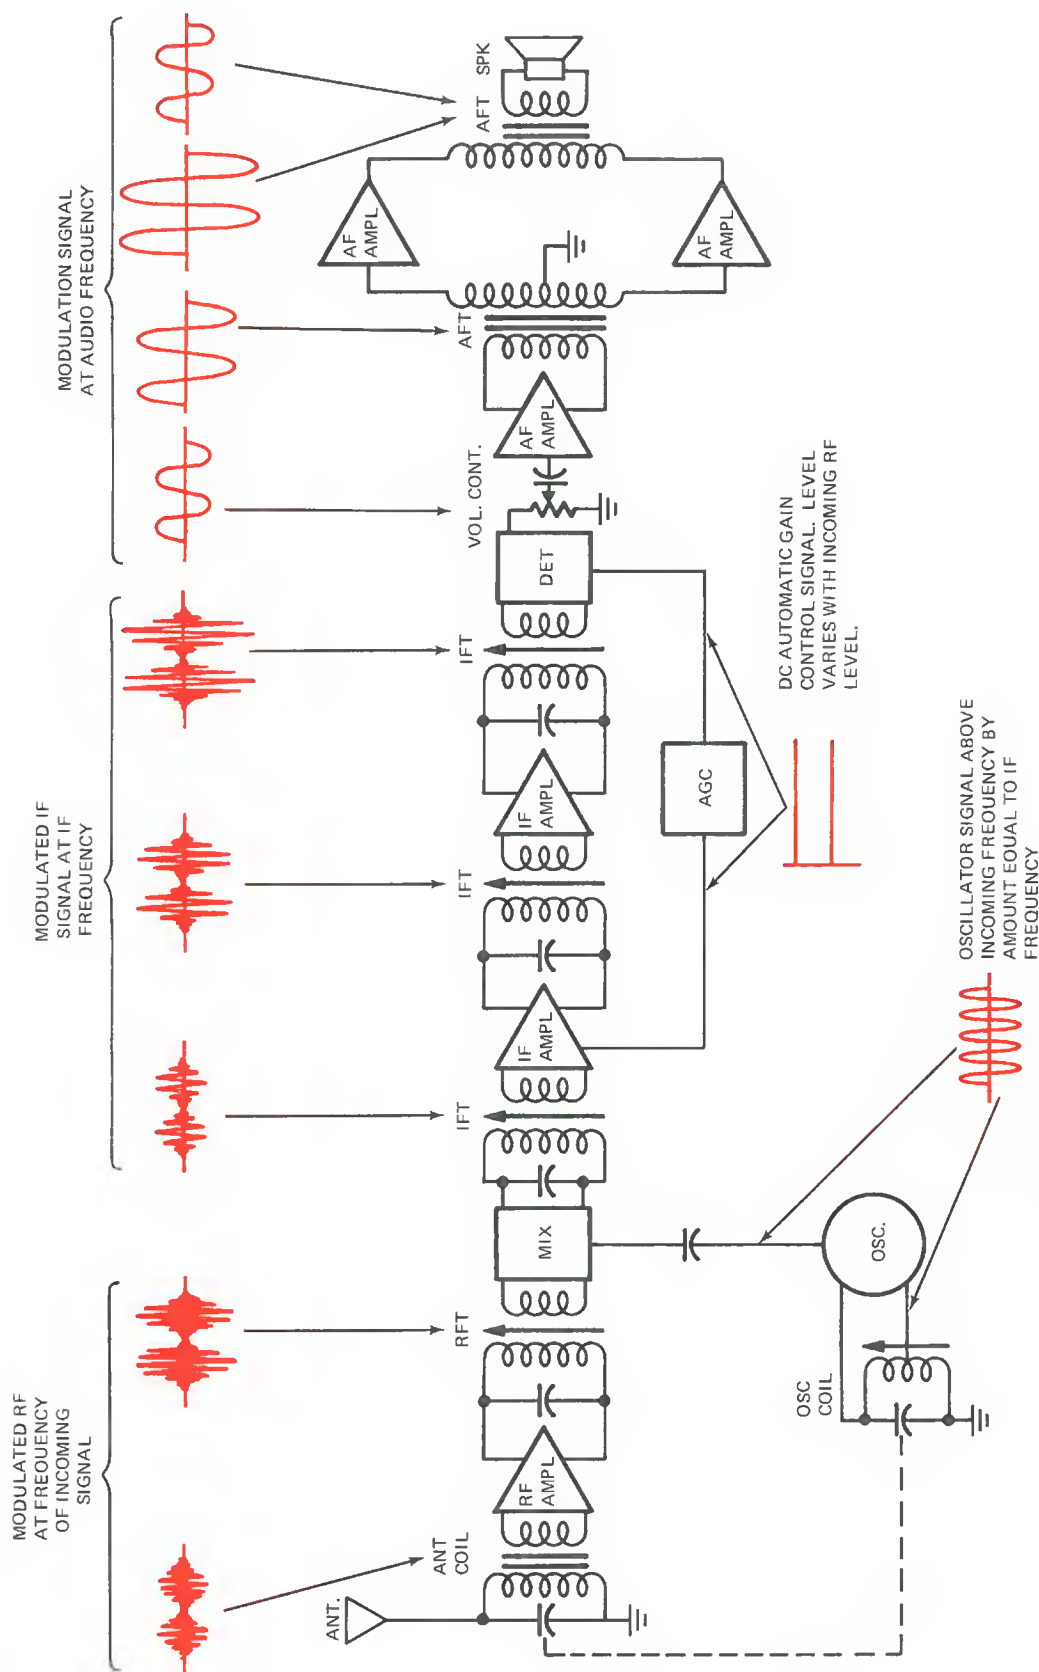 MODULATED RF
AT FREQUENCY
OF INCOMING
SIGNAL
MODULATED IF
SIGNAL AT IF
FREQUENCY
MODULATION SIGNAL
AT AUDIO FREQUENCY
ANT.
ANT
COIL
RF
AMPL
RFT
MIX
IFT
IF
AMPL
IFT
IF
AMPL
IFT
DET
VOL. CONT.
AF
AMPL
AFT
AF
AMPL
AF
AMPL
AFT
SPK
AGC
DC AUTOMATIC GAIN
CONTROL SIGNAL. LEVEL
VARIES WITH INCOMING RF
LEVEL.
OSC
COIL
OSC.
OSCILLATOR SIGNAL ABOVE
INCOMING FREQUENCY BY
AMOUNT EQUAL TO IF
FREQUENCY